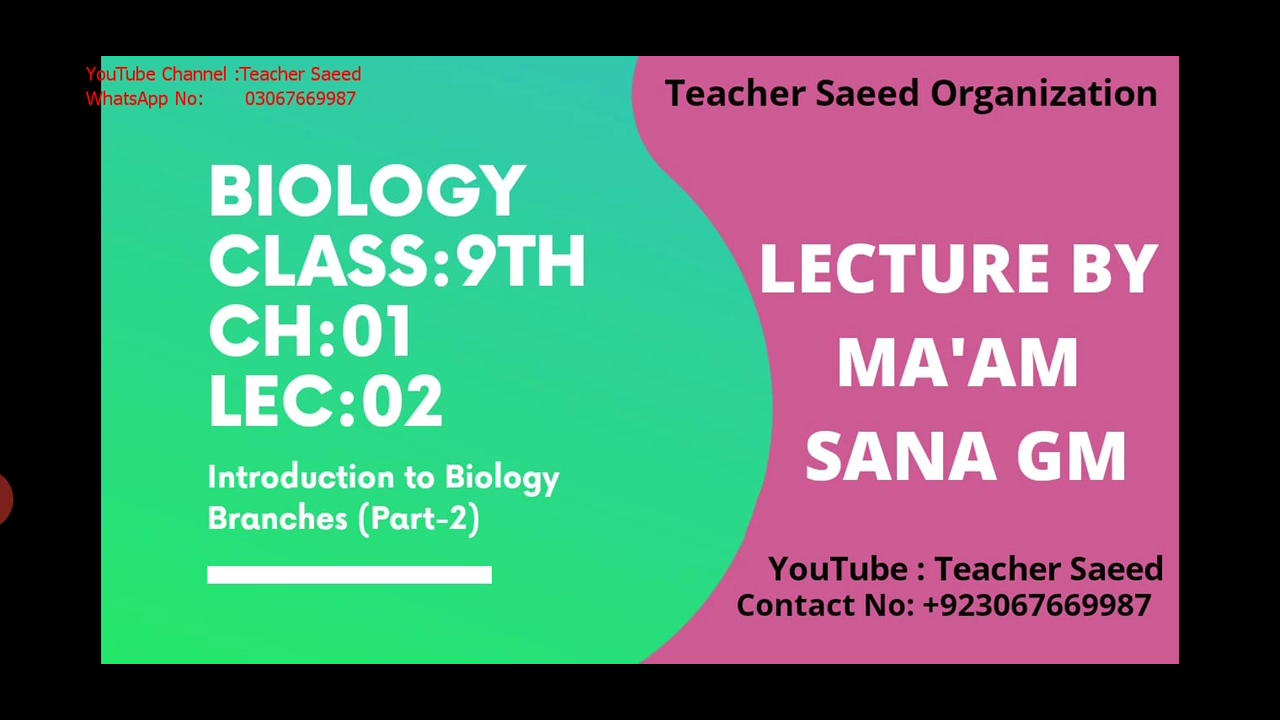 YouTube Channel :Teacher Saeed
WhatsApp No: 03067669987
Teacher Saeed Organization
BIOLOGY
CLASS:9TH
CH:01
LEC:02
Introduction to Biology
Branches (Part-2)
LECTURE BY
MA'AM
SANA GM
YouTube : Teacher Saeed
Contact No: +923067669987